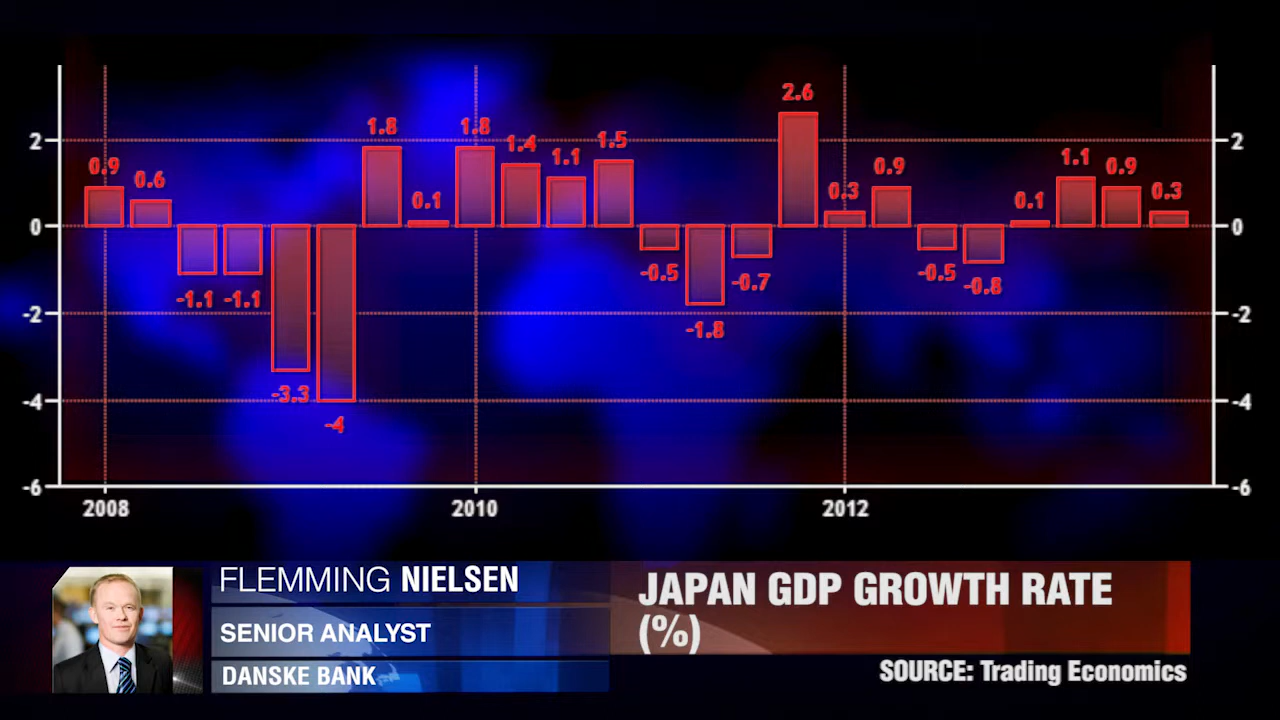 2.6
1.8 1.8 1.4 1.1 1.5
0.9 0.6 0.1 0.3 0.9 0.1 1.1 0.9 0.3
2 2
0 0
-1.1 -1.1 -0.5 -0.7 -0.5 -0.8
-2 -2
-1.8
-3.3
-4 -4
-4
-6 -6
2008 2010 2012
FLEMMING NIELSEN
SENIOR ANALYST
DANSKE BANK
JAPAN GDP GROWTH RATE
(%)
SOURCE: Trading Economics